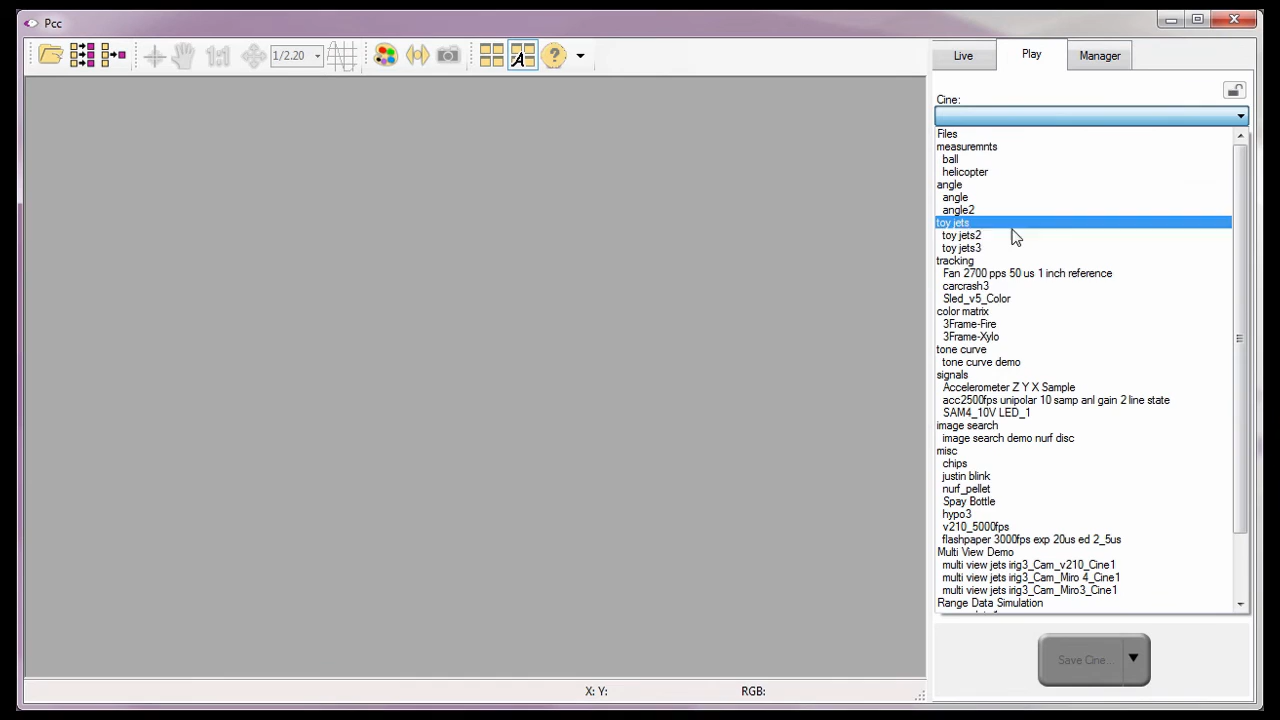 Pcc
1:1
1/2.20
A
?
Live
Play
Manager
Cine:
Files
measuremnts
ball
helicopter
angle
angle
angle2
toy jets
toy jets2
toy jets3
tracking
Fan 2700 pps 50 us 1 inch reference
carcrash3
Sled_v5_Color
color matrix
3Frame-Fire
3Frame-Xylo
tone curve
tone curve demo
signals
Accelerometer Z Y X Sample
acc2500fps unipolar 10 samp anl gain 2 line state
SAM4_10V LED_1
image search
image search demo nurf disc
misc
chips
justin blink
nurf_pellet
Spay Bottle
hypo3
v210_5000fps
flashpaper 3000fps exp 20us ed 2_5us
Multi View Demo
multi view jets irig3_Cam_v210_Cine1
multi view jets irig3_Cam_Miro 4_Cine1
multi view jets irig3_Cam_Miro3_Cine1
Range Data Simulation
Save Cine...
X: Y:
RGB: